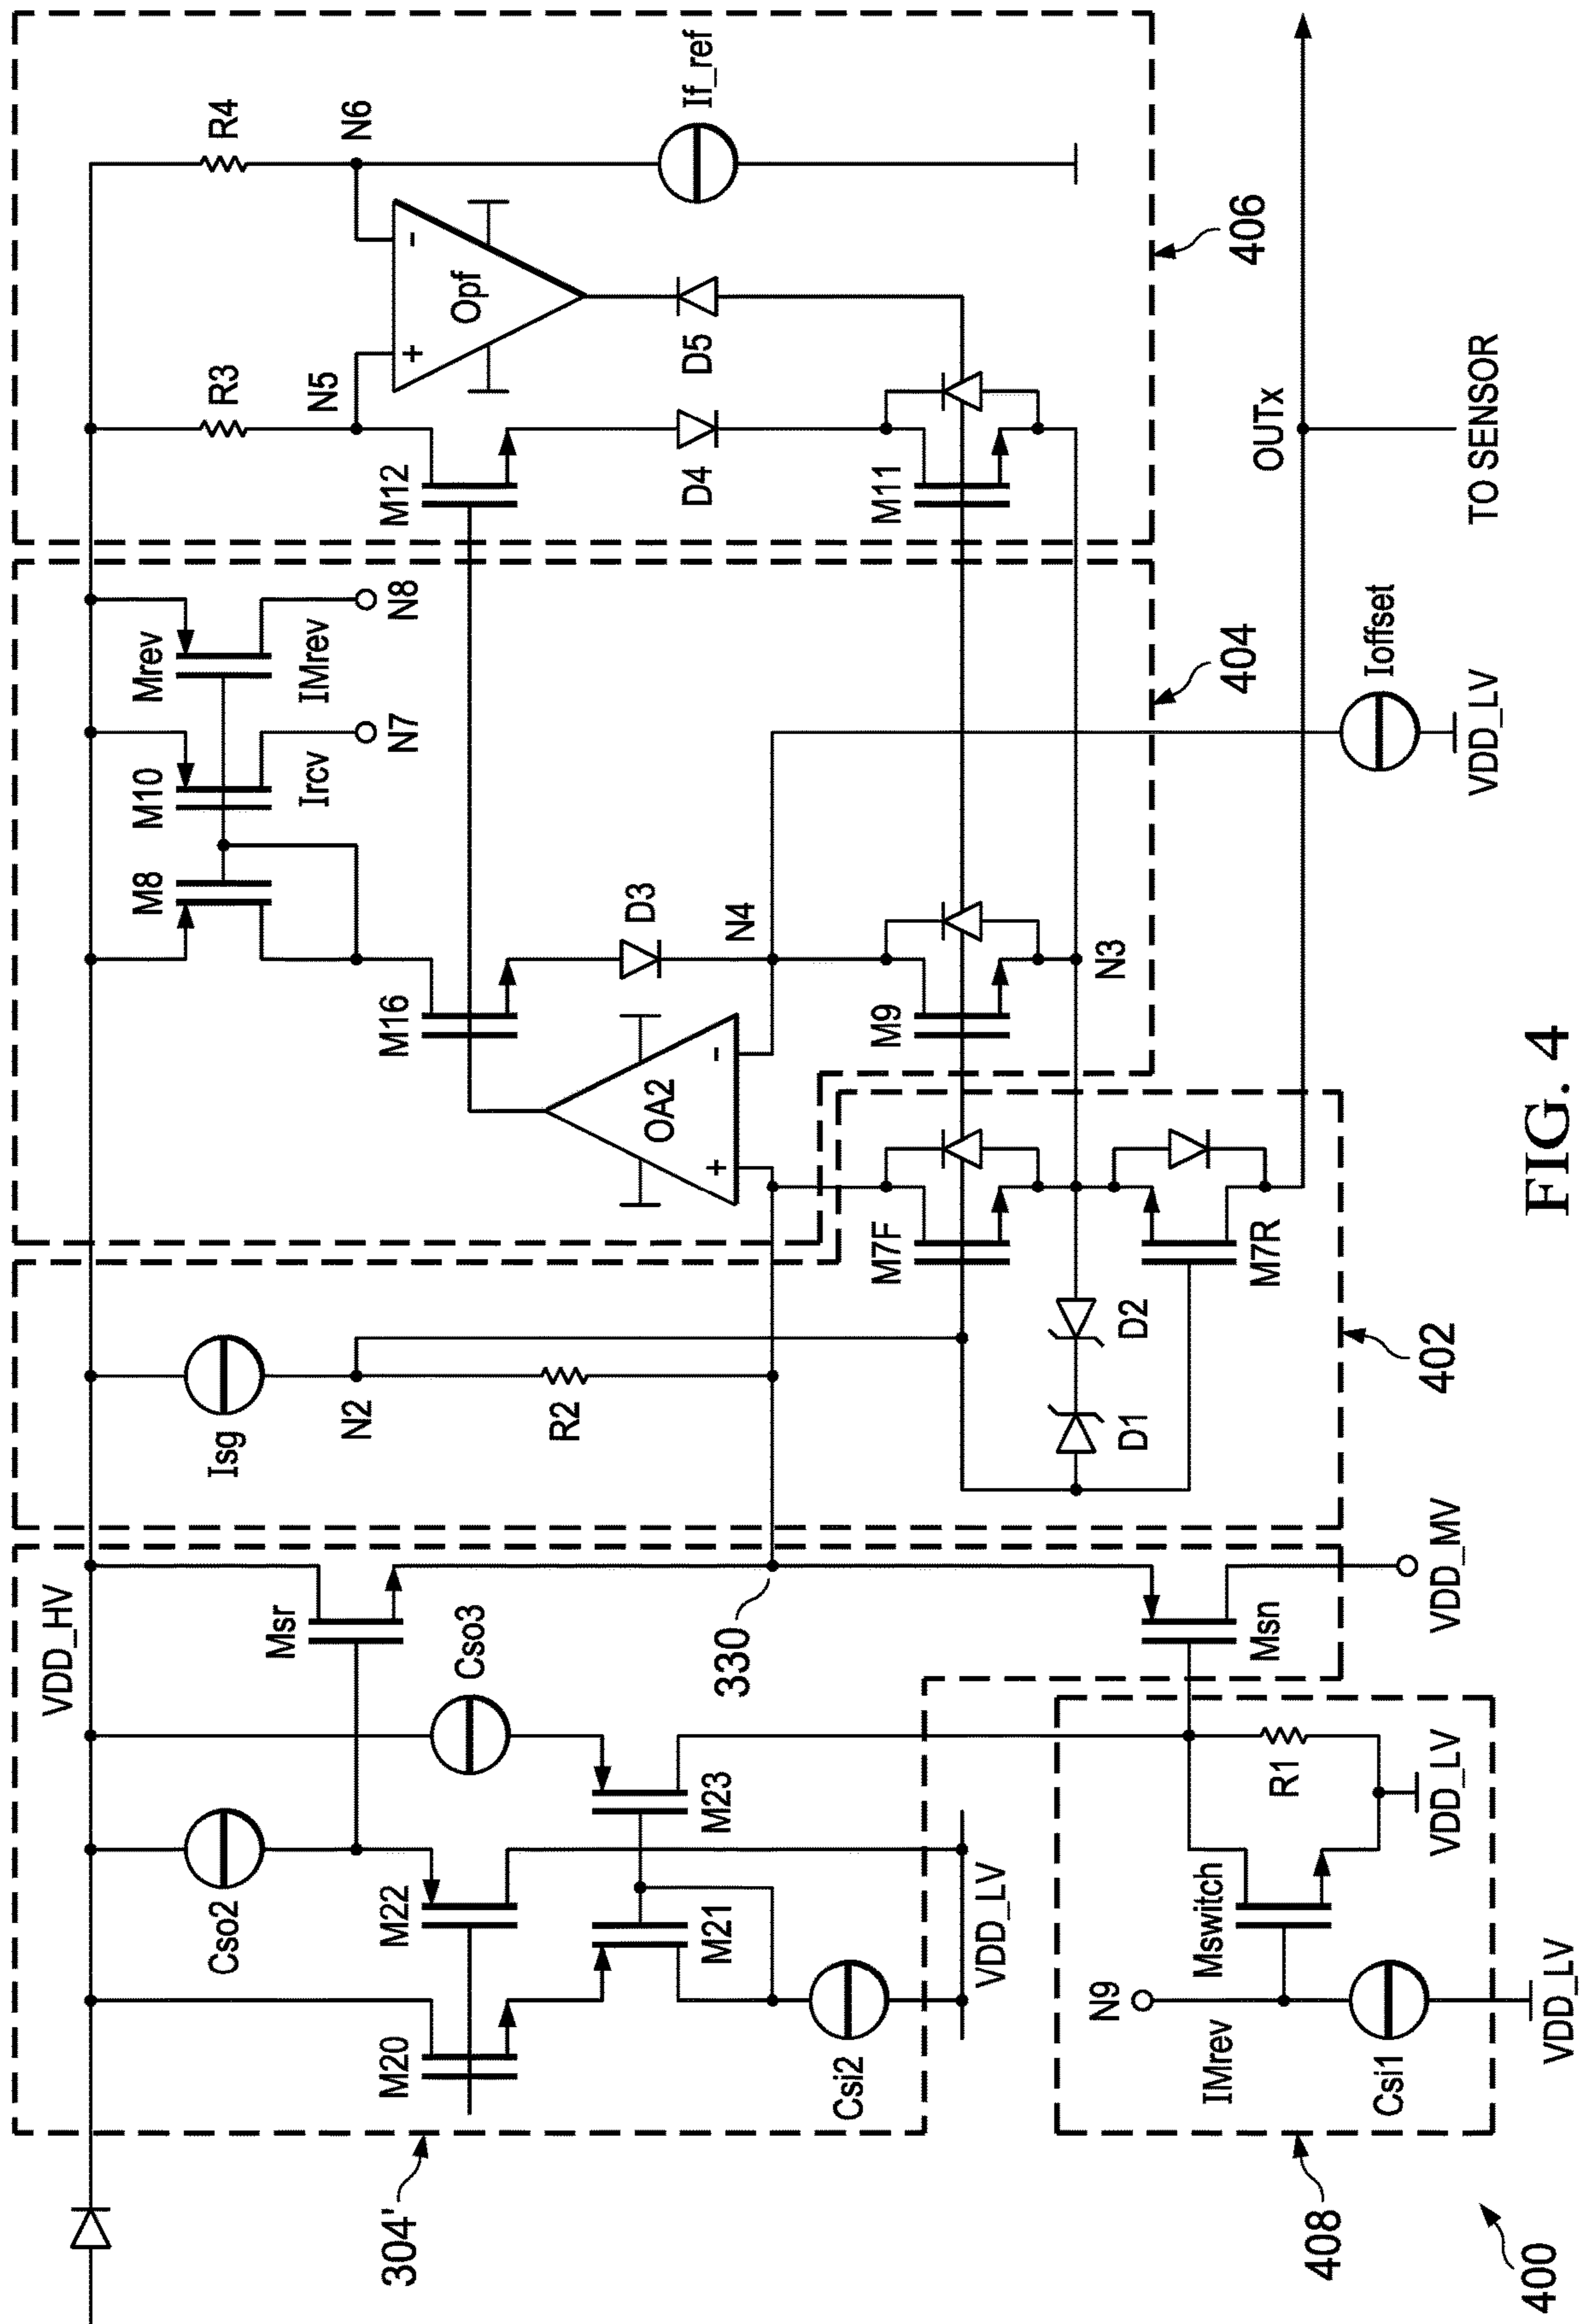 VDD_HV
304'
M20
M22
Cso2
Msr
Cso3
M21
M23
Csi2
VDD_LV
330
Msn
VDD_MV
408
N9
IMrev
Mswitch
Csi1
VDD_LV
R1
VDD_LV
400
Isg
N2
R2
M7F
D1
D2
M7R
402
M8
M10
Mrev
Ircv
IMrev
N7
N8
M16
D3
OA2
+
-
N4
M9
N3
404
Ioffset
VDD_LV
R3
R4
N5
N6
M12
Opf
+
-
D4
D5
M11
If_ref
406
OUTx
TO SENSOR
FIG. 4